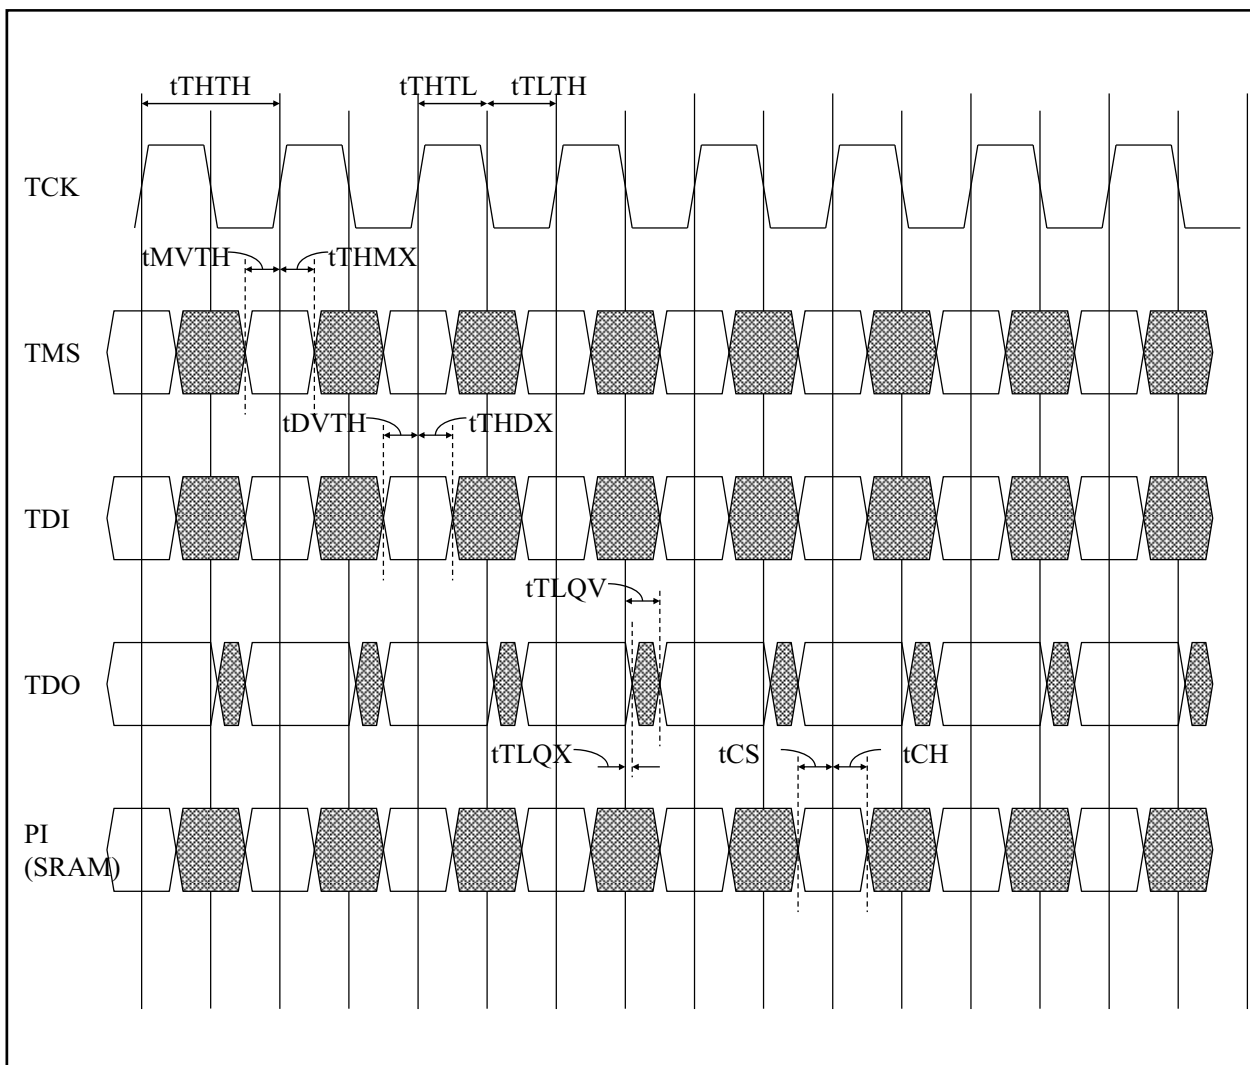 tTHTH
tTHTL
tTLTH
TCK
tMVTH
tTHMX
TMS
tDVTH
tTHDX
TDI
tTLQV
TDO
tTLQX
tCS
tCH
PI
(SRAM)